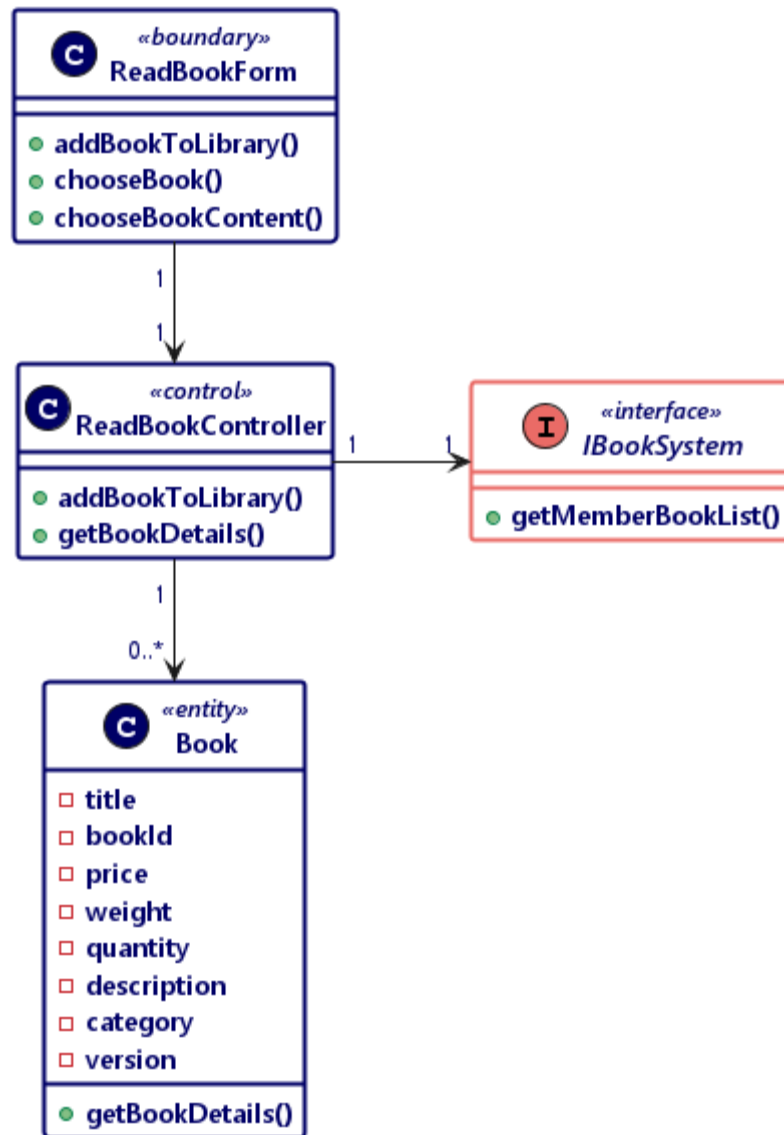 C «boundary»
ReadBookForm
addBookToLibrary()
chooseBook()
chooseBookContent()
1
1
C «control»
ReadBookController
addBookToLibrary()
getBookDetails()
1 1
I «interface»
IBookSystem
getMemberBookList()
1
0..*
C «entity»
Book
title
bookId
price
weight
quantity
description
category
version
getBookDetails()